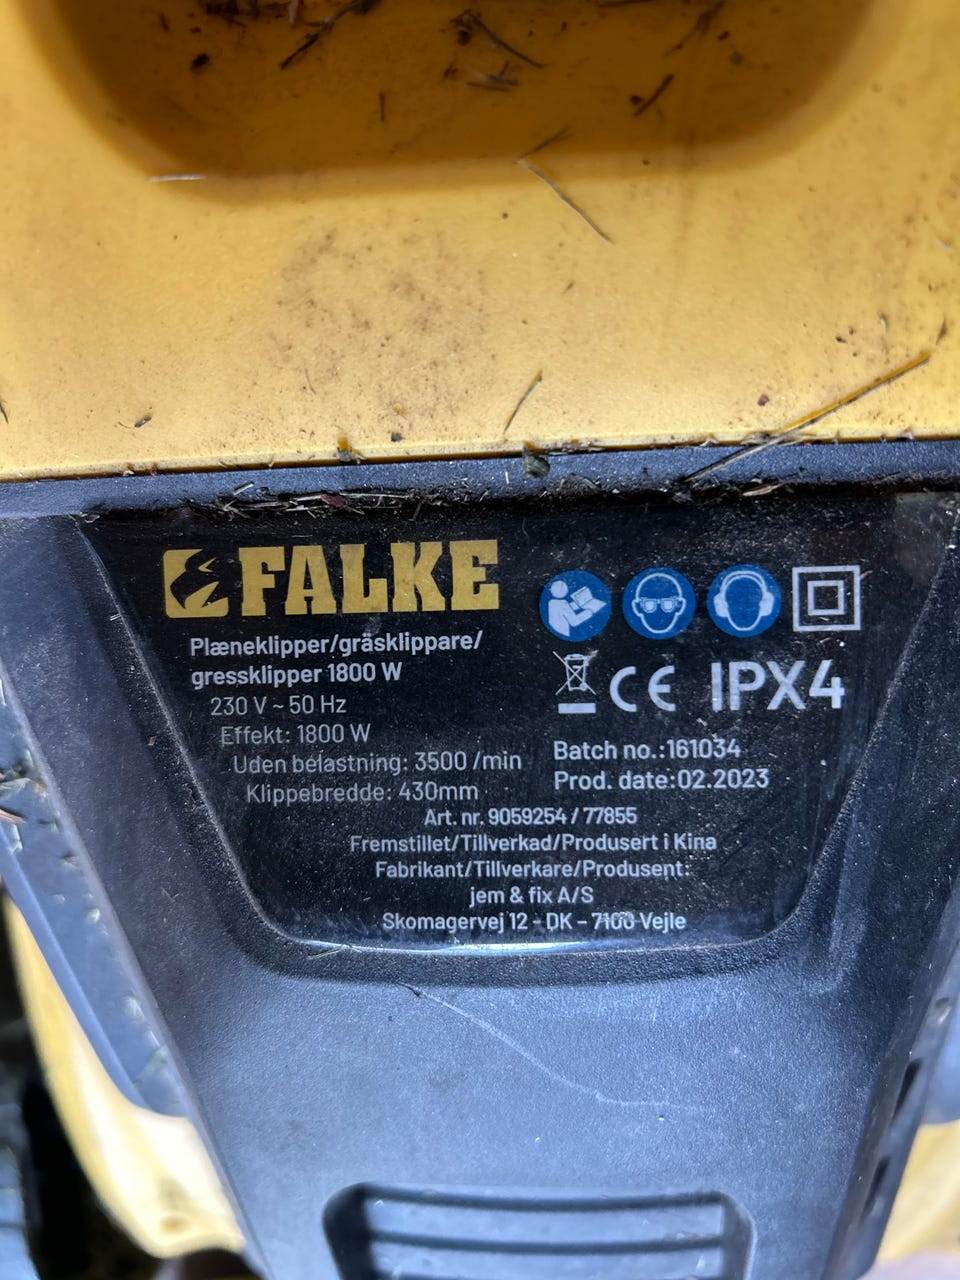 FALKE
Plæneklipper/gräsklippare/
gressklipper 1800 W
230 V ~ 50 Hz
Effekt: 1800 W
Uden belastning: 3500 /min
Klippebredde: 430mm
CE IPX4
Batch no.:161034
Prod. date:02.2023
Art. nr. 9059254 / 77855
Fremstillet/Tillverkad/Produsert i Kina
Fabrikant/Tillverkare/Produsent:
jem & fix A/S
Skomagervej 12 - DK – 7100 Vejle